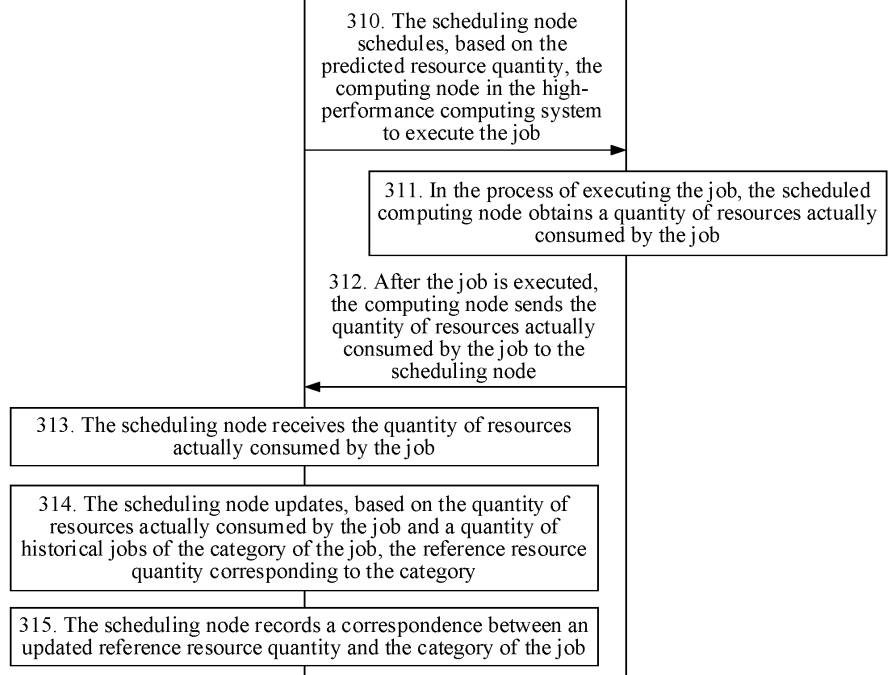 310. The scheduling node
schedules, based on the
predicted resource quantity, the
computing node in the high-
performance computing system
to execute the job
311. In the process of executing the job, the scheduled
computing node obtains a quantity of resources actually
consumed by the job
312. After the job is executed,
the computing node sends the
quantity of resources actually
consumed by the job to the
scheduling node
313. The scheduling node receives the quantity of resources
actually consumed by the job
314. The scheduling node updates, based on the quantity of
resources actually consumed by the job and a quantity of
historical jobs of the category of the job, the reference resource
quantity corresponding to the category
315. The scheduling node records a correspondence between an
updated reference resource quantity and the category of the job